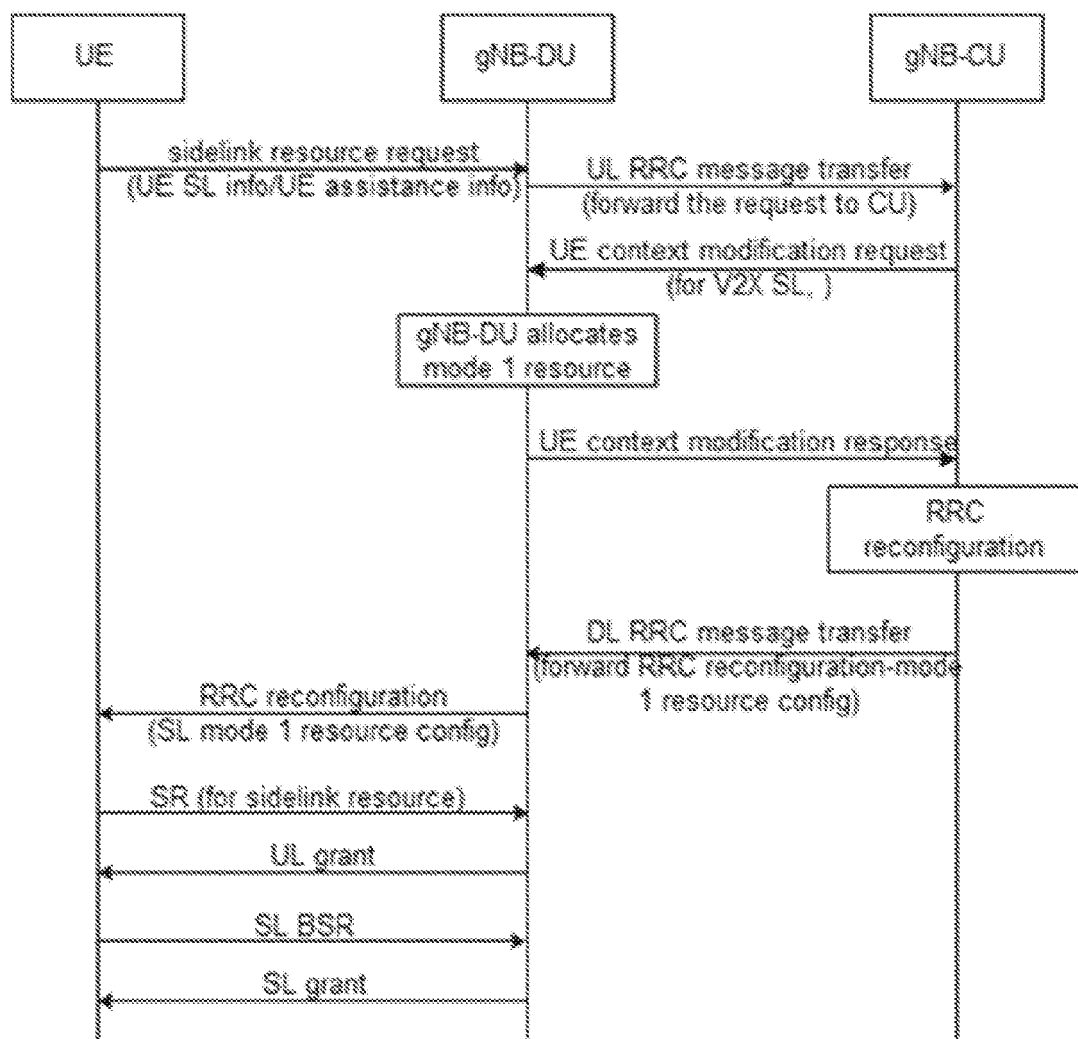 UE
gNB-DU
gNB-CU
sidelink resource request
(UE SL info/UE assistance info)
UL RRC message transfer
(forward the request to CU)
UE context modification request
(for V2X SL, )
gNB-DU allocates
mode 1 resource
UE context modification response
RRC
reconfiguration
DL RRC message transfer
(forward RRC reconfiguration-mode
1 resource config)
RRC reconfiguration
(SL mode 1 resource config)
SR (for sidelink resource)
UL grant
SL BSR
SL grant